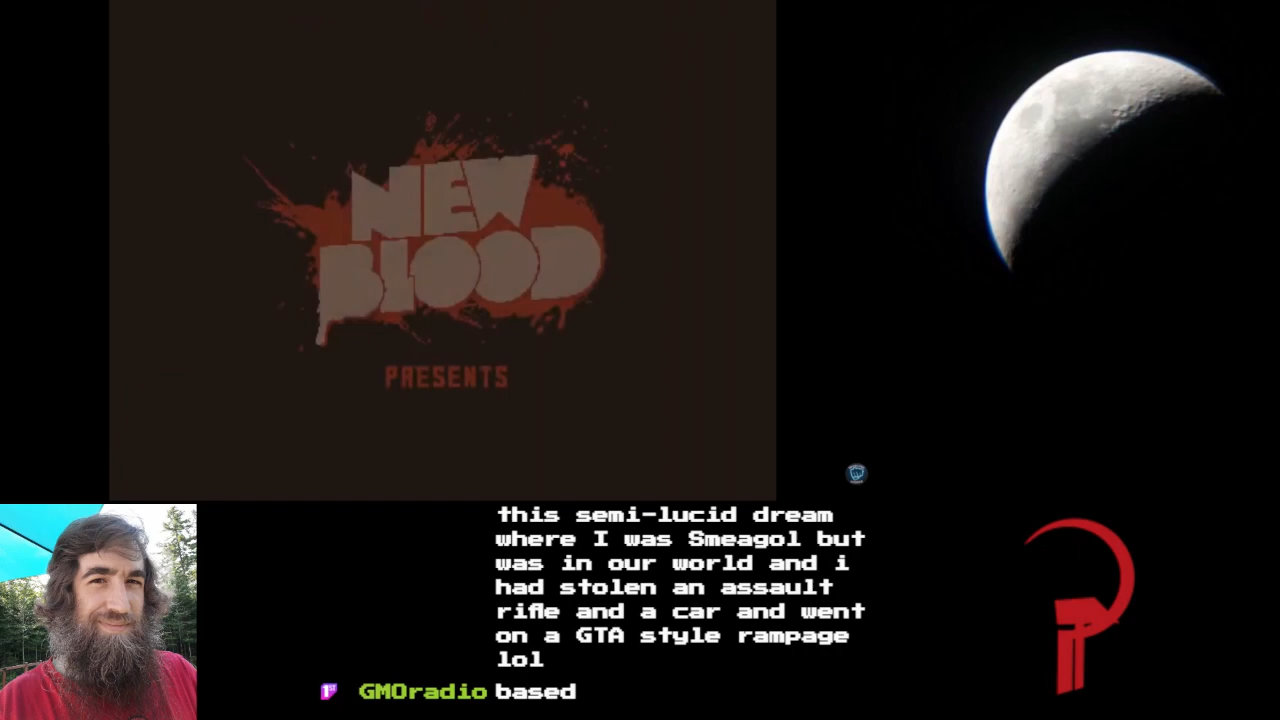 NEW
BLOOD
PRESENTS
this semi-lucid dream
where I was Smeagol but
was in our world and i
had stolen an assault
rifle and a car and went
on a GTA style rampage
lol
1st GMOradio based